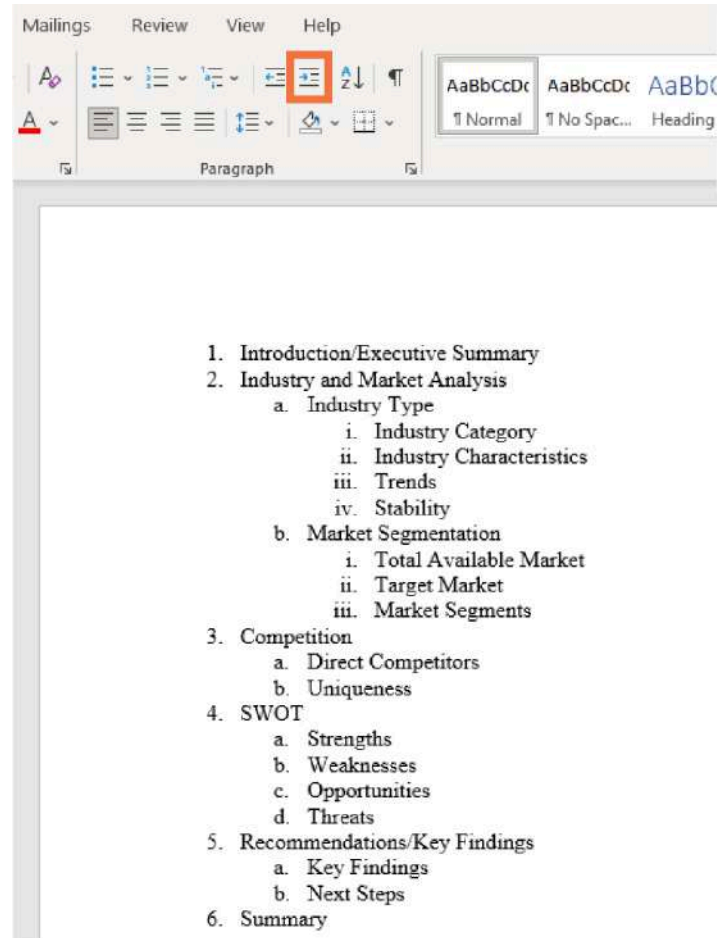 Mailings Review View Help
AaBbCcDc AaBbCcDc AaBbC
¶ Normal ¶ No Spac... Heading
Paragraph
1. Introduction/Executive Summary
2. Industry and Market Analysis
a. Industry Type
i. Industry Category
ii. Industry Characteristics
iii. Trends
iv. Stability
b. Market Segmentation
i. Total Available Market
ii. Target Market
iii. Market Segments
3. Competition
a. Direct Competitors
b. Uniqueness
4. SWOT
a. Strengths
b. Weaknesses
c. Opportunities
d. Threats
5. Recommendations/Key Findings
a. Key Findings
b. Next Steps
6. Summary